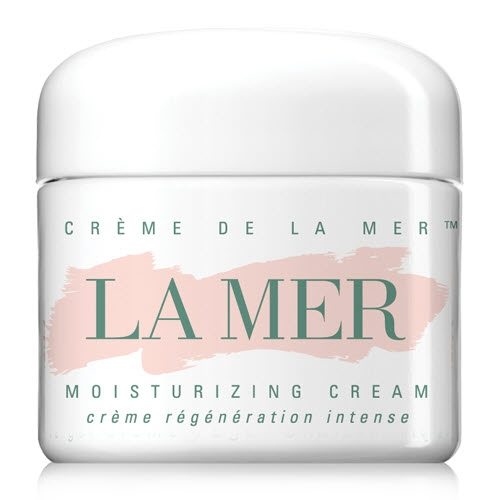 CRÈME DE LA MER™
LA MER
MOISTURIZING CREAM
crème régénération intense